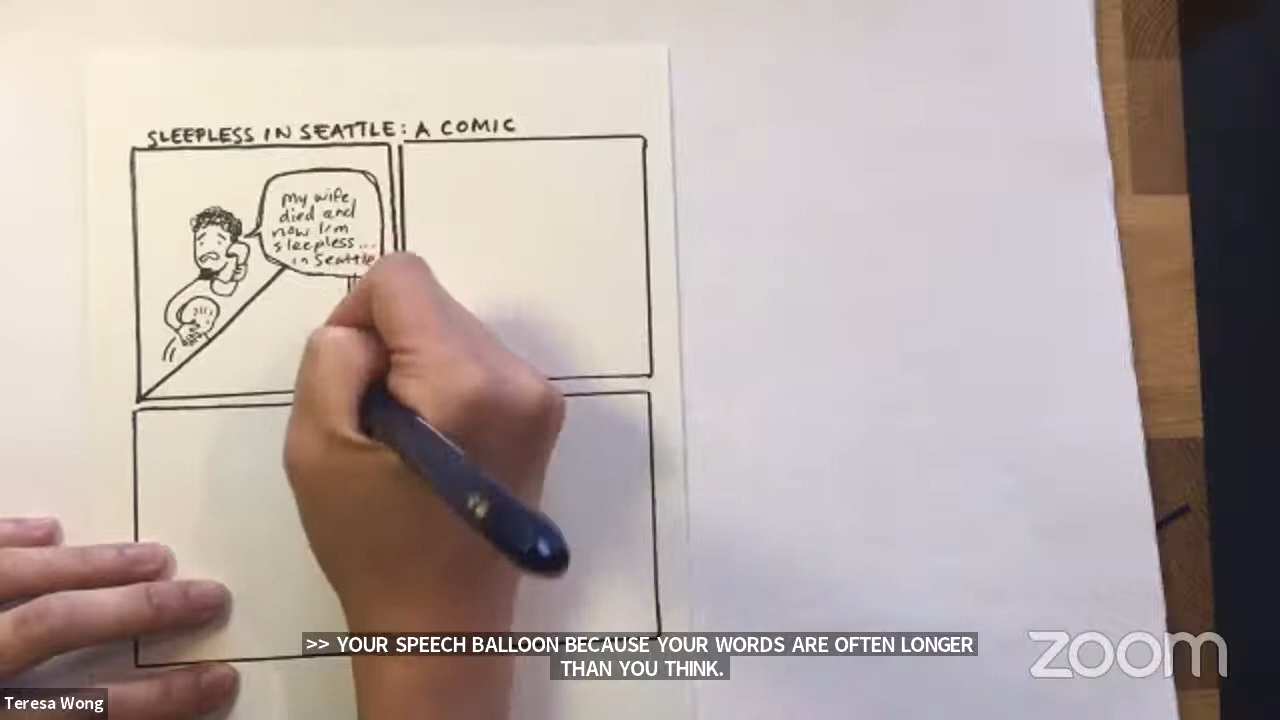 SLEEPLESS IN SEATTLE: A COMIC
My wife
died and
now I'm
sleepless...
in Seattle
>> YOUR SPEECH BALLOON BECAUSE YOUR WORDS ARE OFTEN LONGER
THAN YOU THINK.
zoom
Teresa Wong